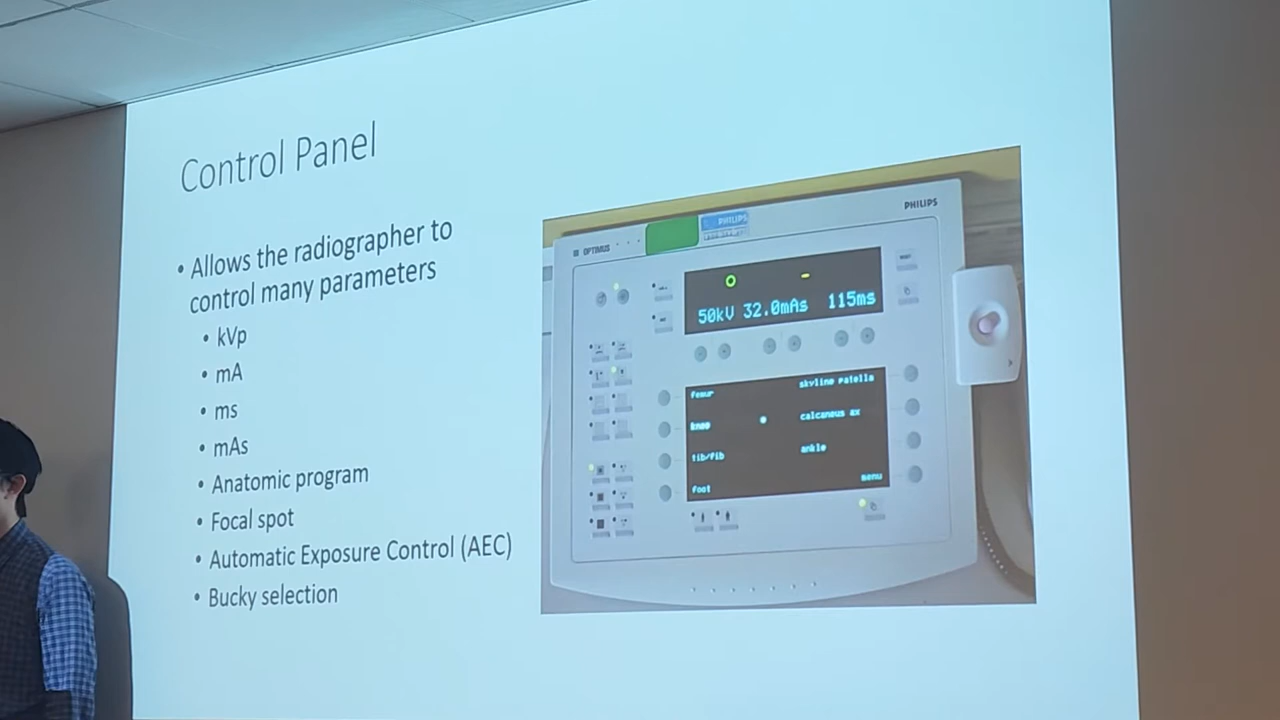 Control Panel
• Allows the radiographer to
control many parameters
• kVp
• mA
• ms
• mAs
• Anatomic program
• Focal spot
• Automatic Exposure Control (AEC)
• Bucky selection
PHILIPS
OPTIMUS
PHILIPS
50kV 32.0mAs 115ms
femur
skyline patella
knee
calcaneus ax
tib/fib
ankle
foot
menu